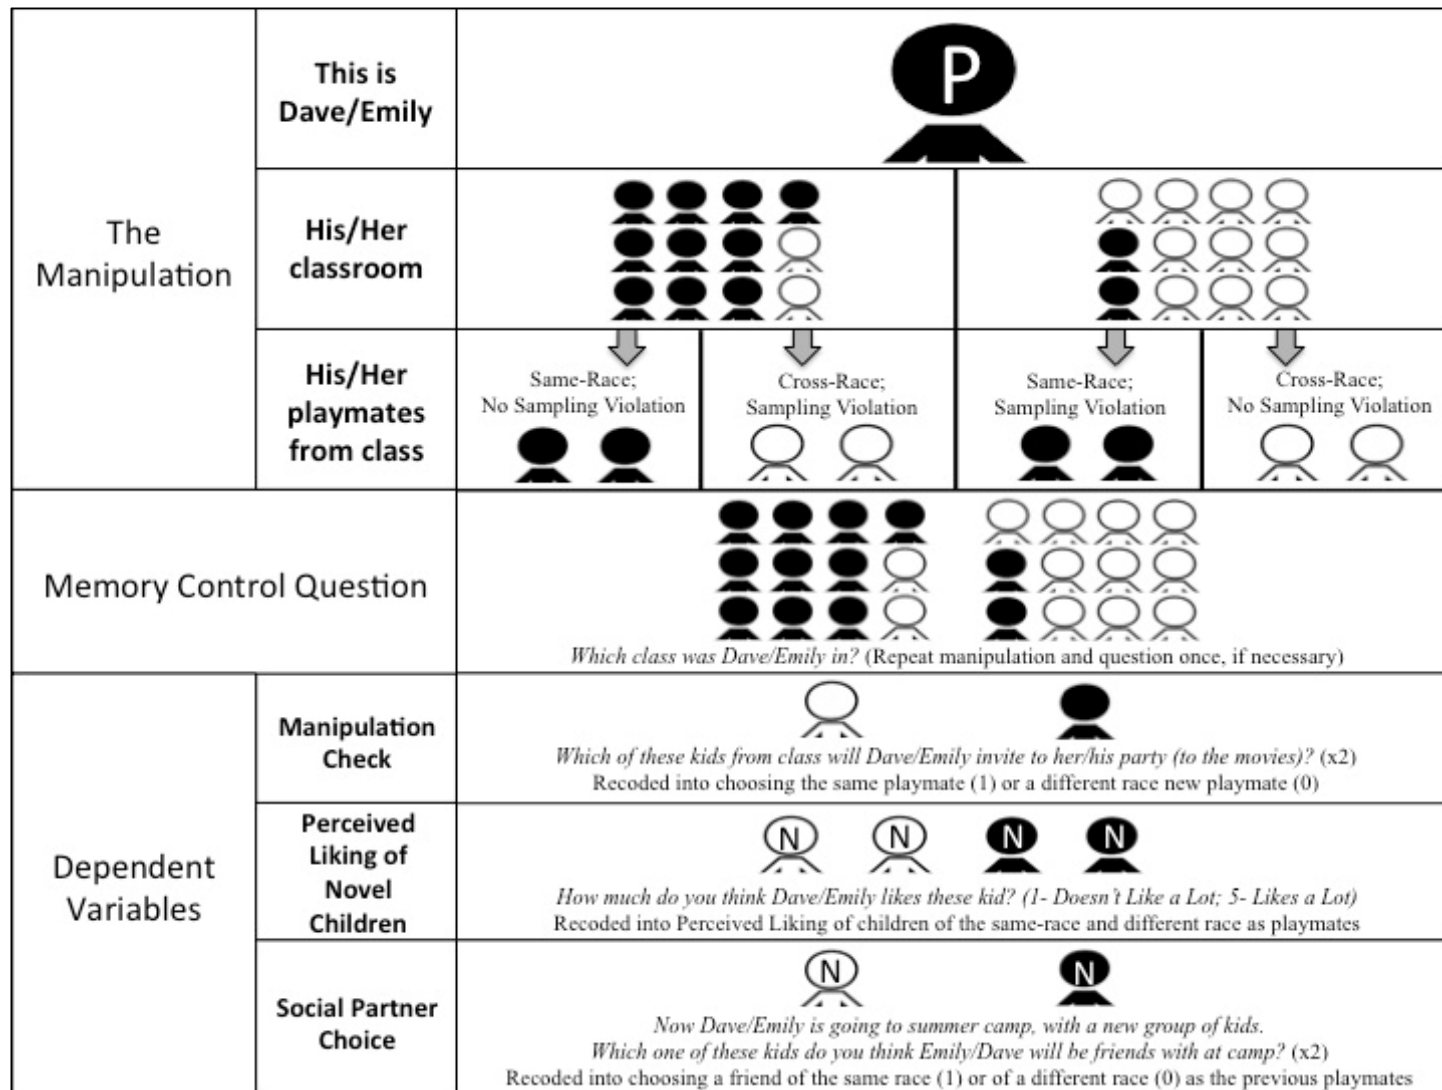 This is
Dave/Emily
P
The
Manipulation
His/Her
classroom
His/Her
playmates
from class
Same-Race;
No Sampling Violation
Cross-Race;
Sampling Violation
Same-Race;
Sampling Violation
Cross-Race;
No Sampling Violation
Memory Control Question
Which class was Dave/Emily in? (Repeat manipulation and question once, if necessary)
Dependent
Variables
Manipulation
Check
Which of these kids from class will Dave/Emily invite to her/his party (to the movies)? (x2)
Recoded into choosing the same playmate (1) or a different race new playmate (0)
Perceived
Liking of
Novel
Children
N N N N
How much do you think Dave/Emily likes these kid? (1- Doesn't Like a Lot; 5- Likes a Lot)
Recoded into Perceived Liking of children of the same-race and different race as playmates
Social Partner
Choice
N N
Now Dave/Emily is going to summer camp, with a new group of kids.
Which one of these kids do you think Emily/Dave will be friends with at camp? (x2)
Recoded into choosing a friend of the same race (1) or of a different race (0) as the previous playmates